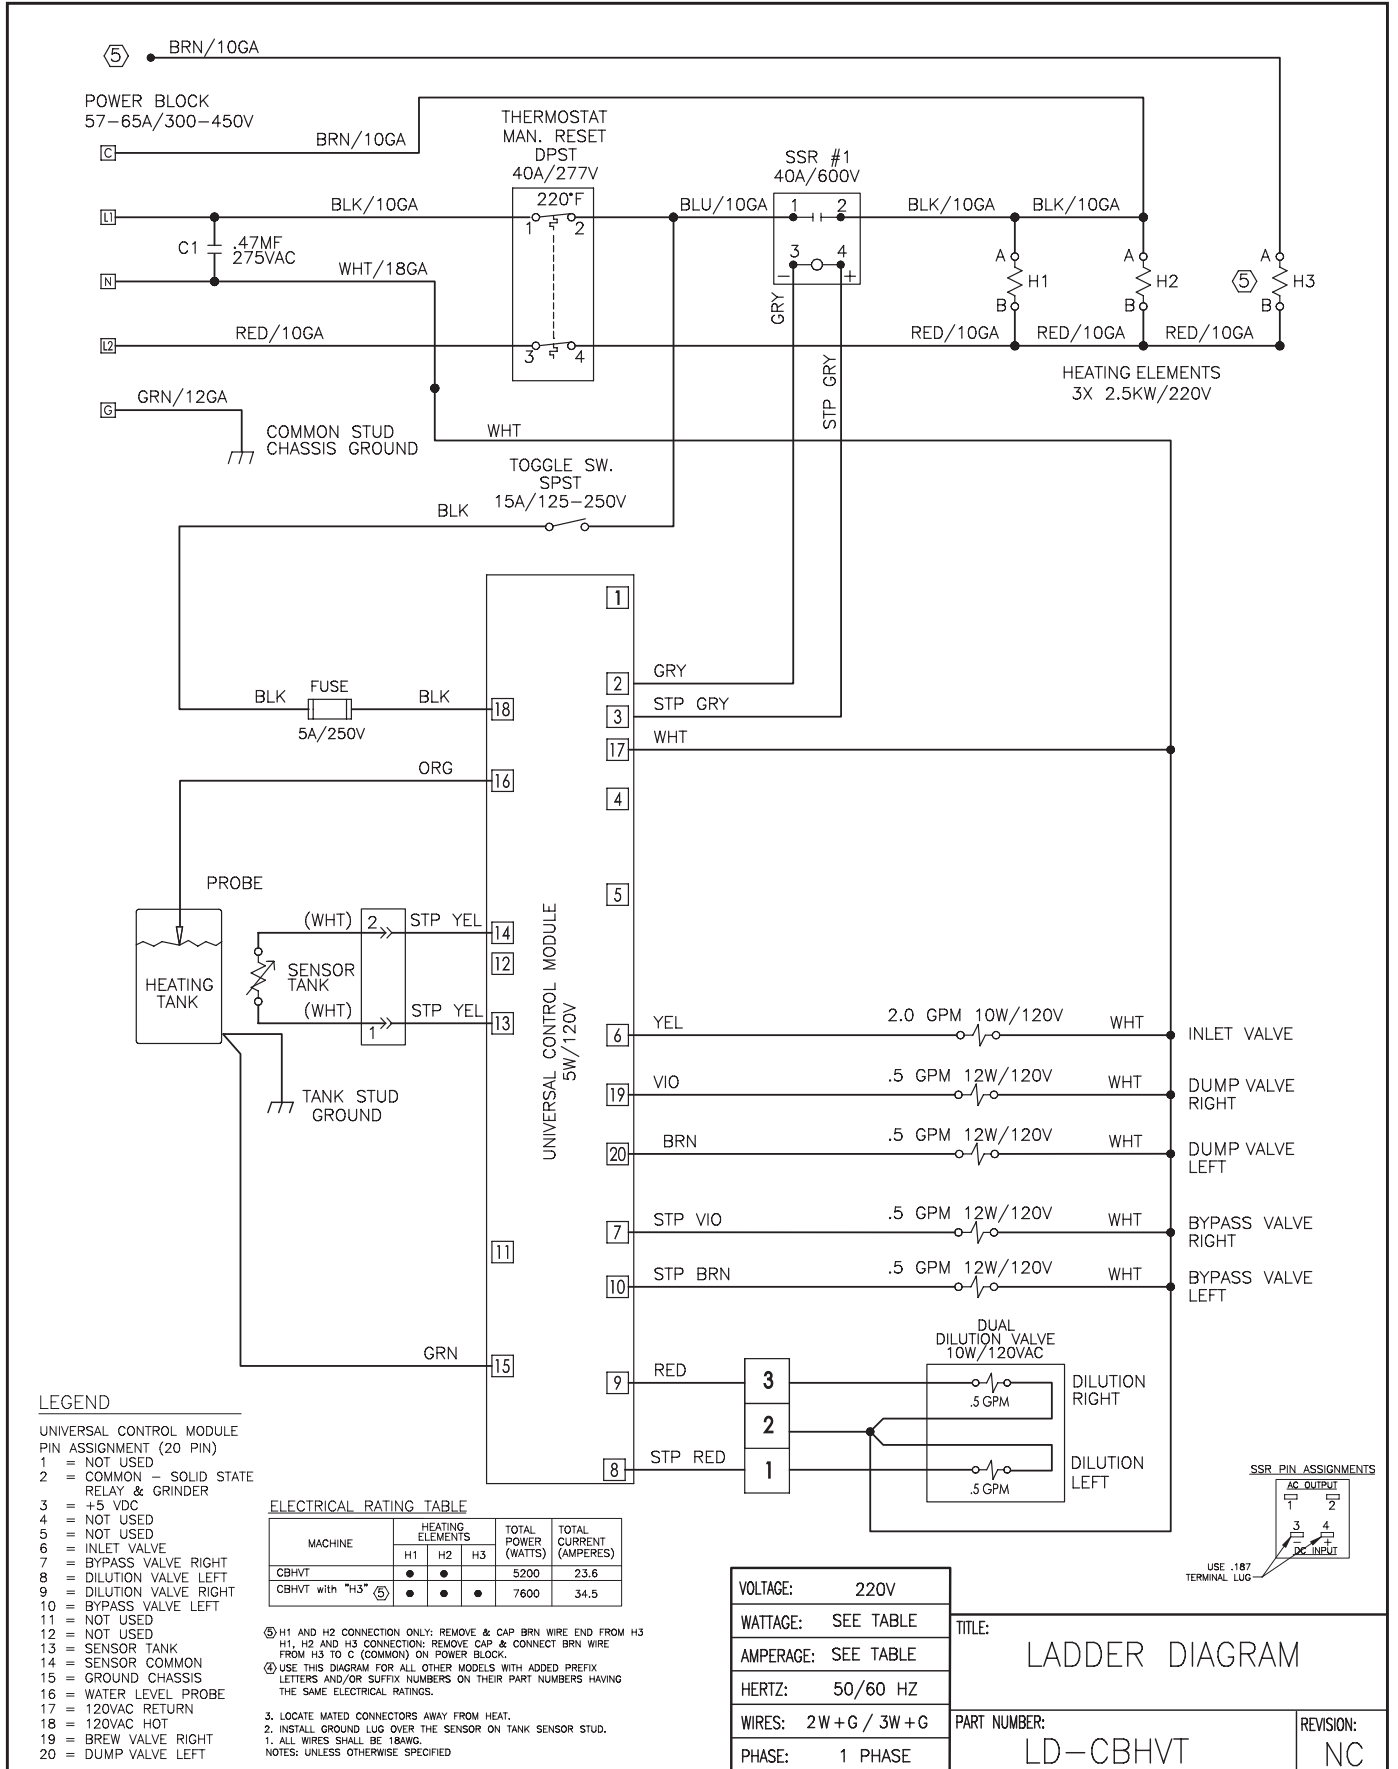 5
BRN/10GA
POWER BLOCK
57-65A/300-450V
C
BRN/10GA
THERMOSTAT
MAN. RESET
DPST
40A/277V
220°F
1
2
3
4
SSR #1
40A/600V
1 2
3 4
- +
L1
BLK/10GA
BLU/10GA
BLK/10GA
BLK/10GA
C1
.47MF
275VAC
N
WHT/18GA
A
H1
B
A
H2
B
5
A
H3
B
GRY
STP GRY
L2
RED/10GA
RED/10GA
RED/10GA
RED/10GA
HEATING ELEMENTS
3X 2.5KW/220V
G
GRN/12GA
COMMON STUD
CHASSIS GROUND
WHT
TOGGLE SW.
SPST
15A/125-250V
BLK
UNIVERSAL CONTROL MODULE
5W/120V
1
2
GRY
3
STP GRY
17
WHT
4
5
BLK
FUSE
5A/250V
BLK
18
ORG
16
PROBE
HEATING
TANK
SENSOR
TANK
(WHT)
2
STP YEL
14
12
(WHT)
1
STP YEL
13
TANK STUD
GROUND
6
YEL
2.0 GPM 10W/120V
WHT
INLET VALVE
19
VIO
.5 GPM 12W/120V
WHT
DUMP VALVE
RIGHT
20
BRN
.5 GPM 12W/120V
WHT
DUMP VALVE
LEFT
7
STP VIO
.5 GPM 12W/120V
WHT
BYPASS VALVE
RIGHT
11
10
STP BRN
.5 GPM 12W/120V
WHT
BYPASS VALVE
LEFT
GRN
15
DUAL
DILUTION VALVE
10W/120VAC
9
RED
3
.5 GPM
DILUTION
RIGHT
2
8
STP RED
1
.5 GPM
DILUTION
LEFT
SSR PIN ASSIGNMENTS
AC OUTPUT
1 2
3 4
- +
DC INPUT
USE .187
TERMINAL LUG
LEGEND
UNIVERSAL CONTROL MODULE
PIN ASSIGNMENT (20 PIN)
1 = NOT USED
2 = COMMON - SOLID STATE
RELAY & GRINDER
3 = +5 VDC
4 = NOT USED
5 = NOT USED
6 = INLET VALVE
7 = BYPASS VALVE RIGHT
8 = DILUTION VALVE LEFT
9 = DILUTION VALVE RIGHT
10 = BYPASS VALVE LEFT
11 = NOT USED
12 = NOT USED
13 = SENSOR TANK
14 = SENSOR COMMON
15 = GROUND CHASSIS
16 = WATER LEVEL PROBE
17 = 120VAC RETURN
18 = 120VAC HOT
19 = BREW VALVE RIGHT
20 = DUMP VALVE LEFT
ELECTRICAL RATING TABLE
MACHINE
HEATING
ELEMENTS
H1 H2 H3
TOTAL
POWER
(WATTS)
TOTAL
CURRENT
(AMPERES)
CBHVT ● ● 5200 23.6
CBHVT with "H3" 5 ● ● ● 7600 34.5
5 H1 AND H2 CONNECTION ONLY: REMOVE & CAP BRN WIRE END FROM H3
H1, H2 AND H3 CONNECTION: REMOVE CAP & CONNECT BRN WIRE
FROM H3 TO C (COMMON) ON POWER BLOCK.
4 USE THIS DIAGRAM FOR ALL OTHER MODELS WITH ADDED PREFIX
LETTERS AND/OR SUFFIX NUMBERS ON THEIR PART NUMBERS HAVING
THE SAME ELECTRICAL RATINGS.
3. LOCATE MATED CONNECTORS AWAY FROM HEAT.
2. INSTALL GROUND LUG OVER THE SENSOR ON TANK SENSOR STUD.
1. ALL WIRES SHALL BE 18AWG.
NOTES: UNLESS OTHERWISE SPECIFIED
VOLTAGE: 220V
WATTAGE: SEE TABLE
AMPERAGE: SEE TABLE
HERTZ: 50/60 HZ
WIRES: 2W+G / 3W+G
PHASE: 1 PHASE
TITLE:
LADDER DIAGRAM
PART NUMBER:
LD-CBHVT
REVISION:
NC